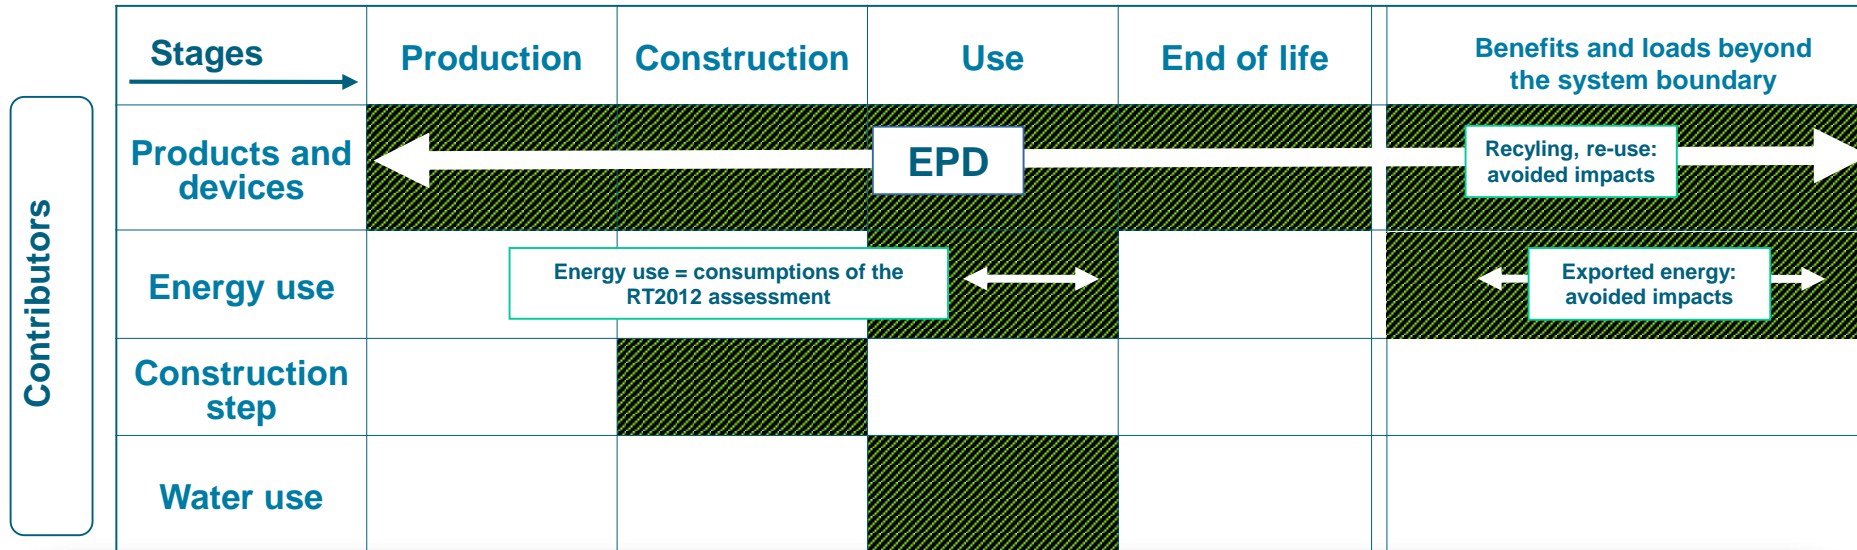 Stages
Production
Construction
Use
End of life
Benefits and loads beyond
the system boundary
Contributors
Products and
devices
EPD
Recyling, re-use:
avoided impacts
Energy use
Energy use = consumptions of the
RT2012 assessment
Exported energy:
avoided impacts
Construction
step
Water use